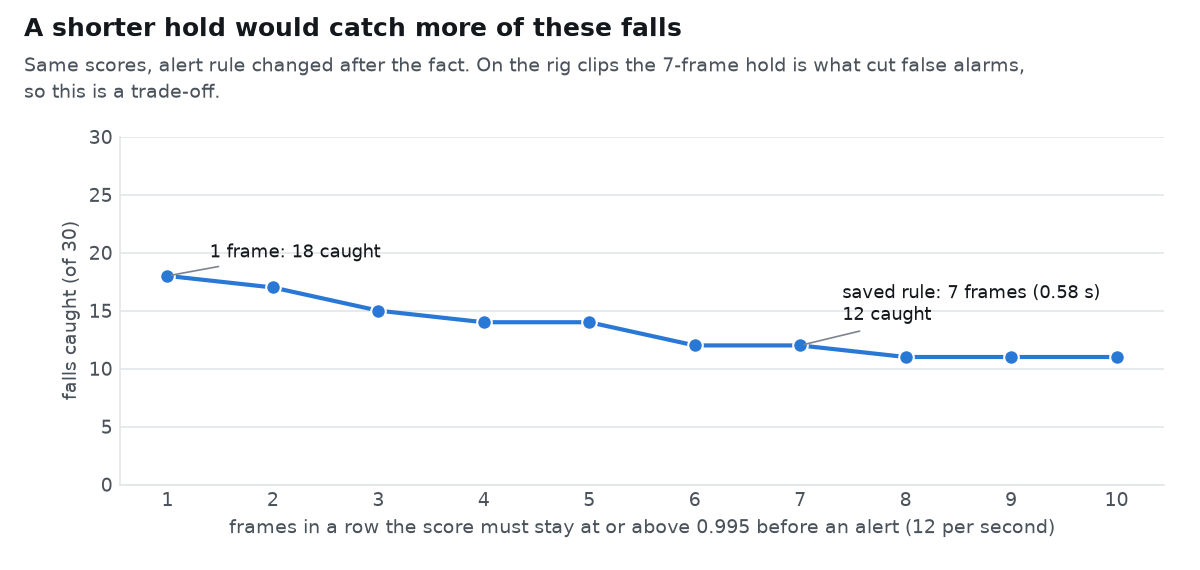 A shorter hold would catch more of these falls
Same scores, alert rule changed after the fact. On the rig clips the 7-frame hold is what cut false alarms,
so this is a trade-off.
30
25
20
15
10
5
0
falls caught (of 30)
1 frame: 18 caught
saved rule: 7 frames (0.58 s)
12 caught
1 2 3 4 5 6 7 8 9 10
frames in a row the score must stay at or above 0.995 before an alert (12 per second)